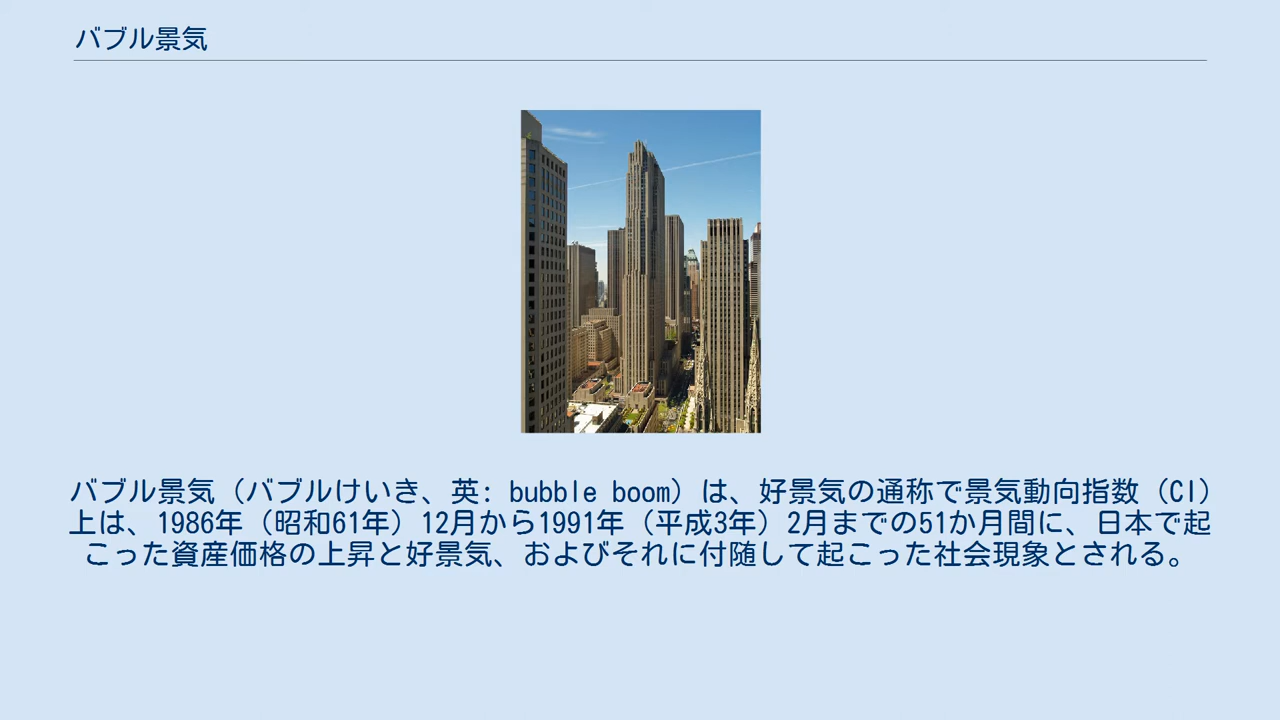 バブル景気
バブル景気（バブルけいき、英: bubble boom）は、好景気の通称で景気動向指数（CI）
上は、1986年（昭和61年）12月から1991年（平成3年）2月までの51か月間に、日本で起
こった資産価格の上昇と好景気、およびそれに付随して起こった社会現象とされる。